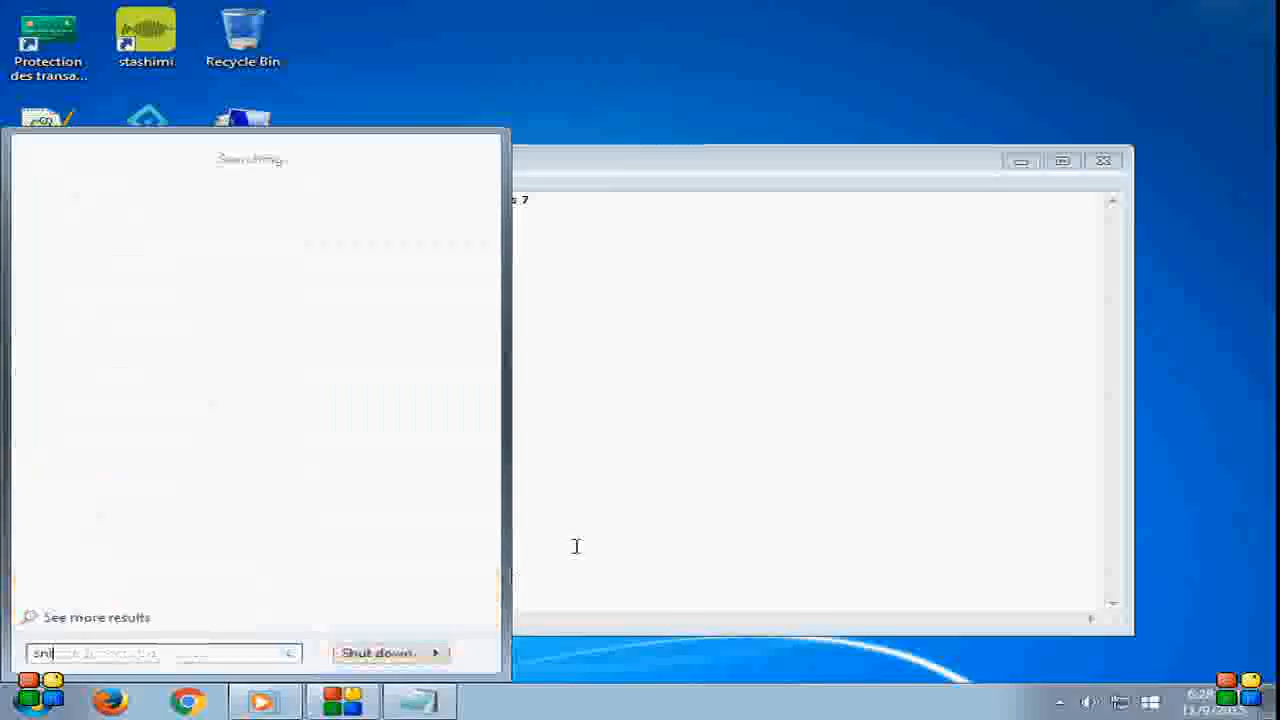 Protection
des transa...
stashimi
Recycle Bin
Searching...
s 7
See more results
sni
Shut down